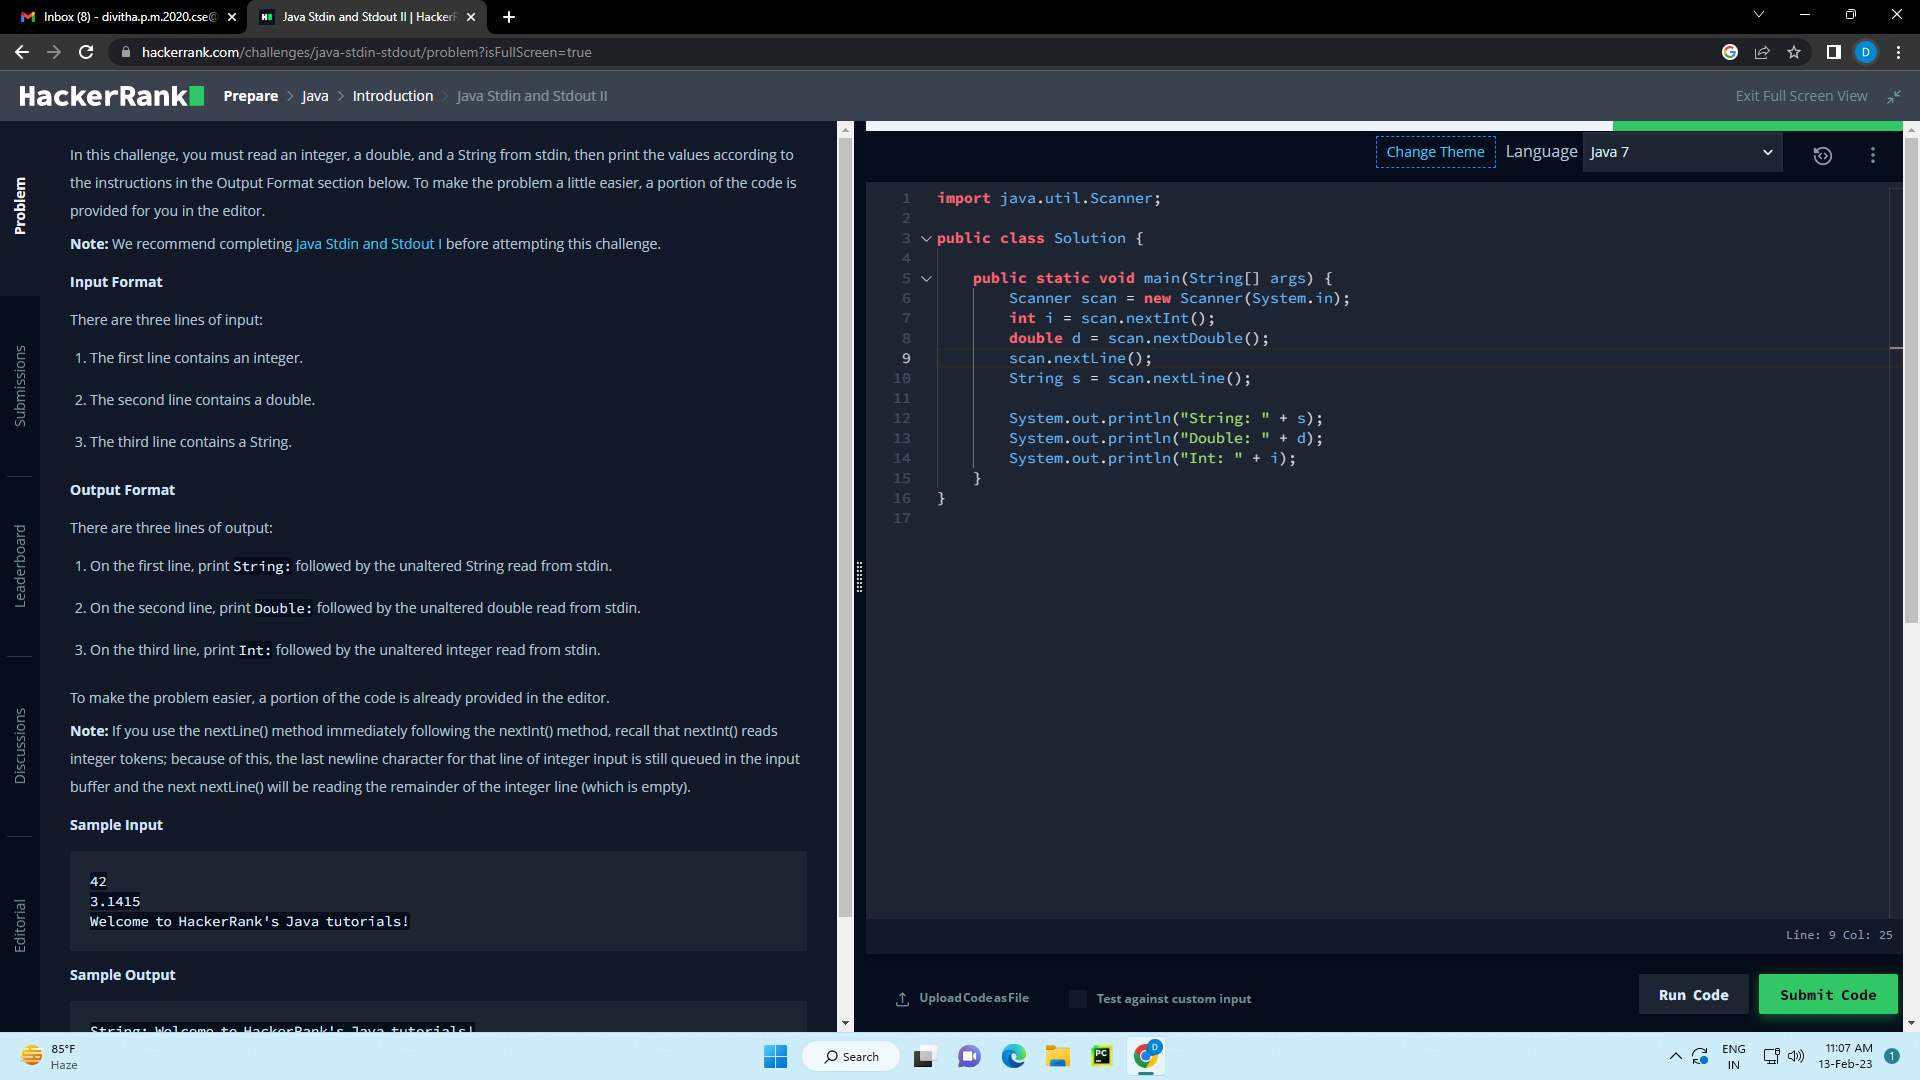 Inbox (8) - divitha.p.m.2020.cse@
Java Stdin and Stdout II | HackerR
hackerrank.com/challenges/java-stdin-stdout/problem?isFullScreen=true
D
HackerRank
Prepare > Java > Introduction > Java Stdin and Stdout II
Exit Full Screen View
Problem
Submissions
Leaderboard
Discussions
Editorial
In this challenge, you must read an integer, a double, and a String from stdin, then print the values according to
the instructions in the Output Format section below. To make the problem a little easier, a portion of the code is
provided for you in the editor.
Note: We recommend completing Java Stdin and Stdout I before attempting this challenge.
Input Format
There are three lines of input:
1. The first line contains an integer.
2. The second line contains a double.
3. The third line contains a String.
Output Format
There are three lines of output:
1. On the first line, print String: followed by the unaltered String read from stdin.
2. On the second line, print Double: followed by the unaltered double read from stdin.
3. On the third line, print Int: followed by the unaltered integer read from stdin.
To make the problem easier, a portion of the code is already provided in the editor.
Note: If you use the nextLine() method immediately following the nextInt() method, recall that nextInt() reads
integer tokens; because of this, the last newline character for that line of integer input is still queued in the input
buffer and the next nextLine() will be reading the remainder of the integer line (which is empty).
Sample Input
42
3.1415
Welcome to HackerRank's Java tutorials!
Sample Output
String: Welcome to HackerRank's Java tutorials!
Change Theme Language Java 7
1 import java.util.Scanner;
2
3 public class Solution {
4
5     public static void main(String[] args) {
6         Scanner scan = new Scanner(System.in);
7         int i = scan.nextInt();
8         double d = scan.nextDouble();
9         scan.nextLine();
10         String s = scan.nextLine();
11
12         System.out.println("String: " + s);
13         System.out.println("Double: " + d);
14         System.out.println("Int: " + i);
15     }
16 }
17
Line: 9 Col: 25
Upload Code as File
Test against custom input
Run Code
Submit Code
85°F
Haze
Search
PC
D
ENG
IN
11:07 AM
13-Feb-23
1